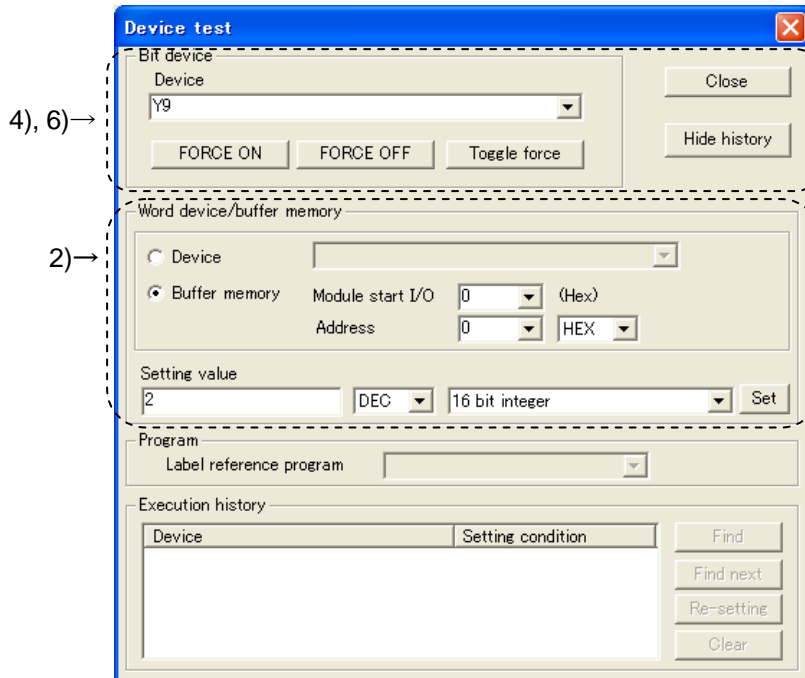 Device test
Bit device
Device
Y9
Close
4), 6)→
FORCE ON FORCE OFF Toggle force
Hide history
Word device/buffer memory
2)→
Device
Buffer memory Module start I/O 0 (Hex)
Address 0 HEX
Setting value
2 DEC 16 bit integer Set
Program
Label reference program
Execution history
Device Setting condition
Find
Find next
Re-setting
Clear